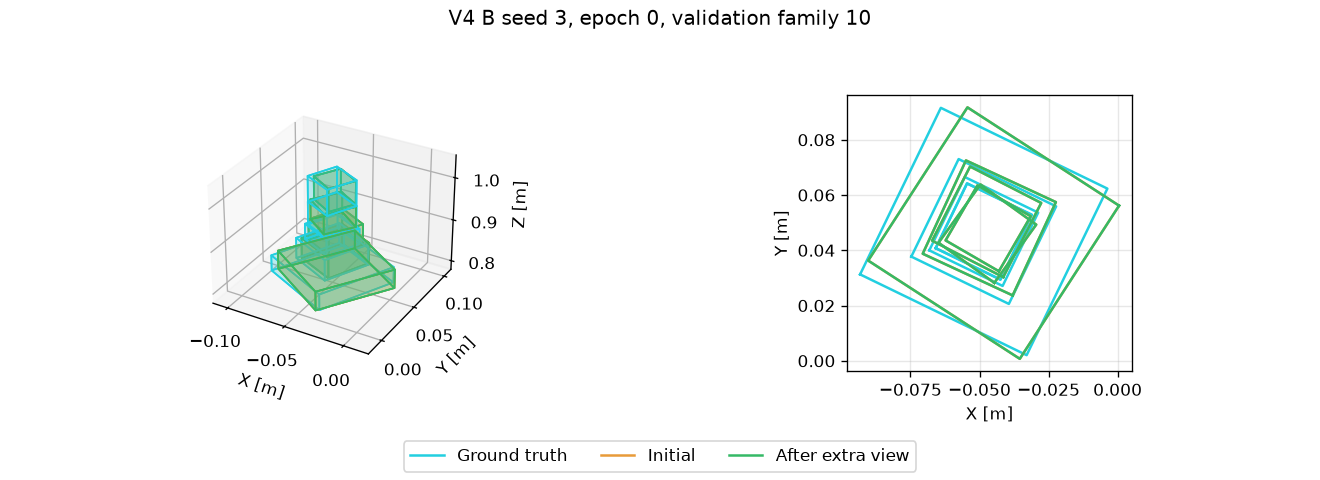 V4 B seed 3, epoch 0, validation family 10
1.0
0.9
0.8
Z [m]
0.10
0.05
0.00
Y [m]
−0.10
−0.05
0.00
X [m]
0.08
0.06
0.04
0.02
0.00
Y [m]
−0.075 −0.050 −0.025 0.000
X [m]
Ground truth Initial After extra view